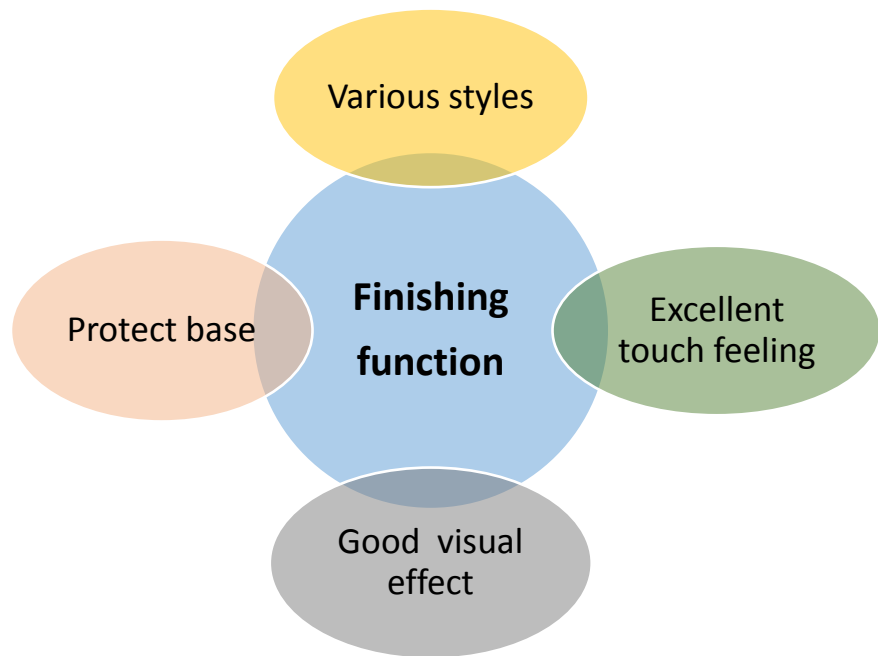 Various styles
Protect base
Finishing
function
Excellent
touch feeling
Good  visual
effect